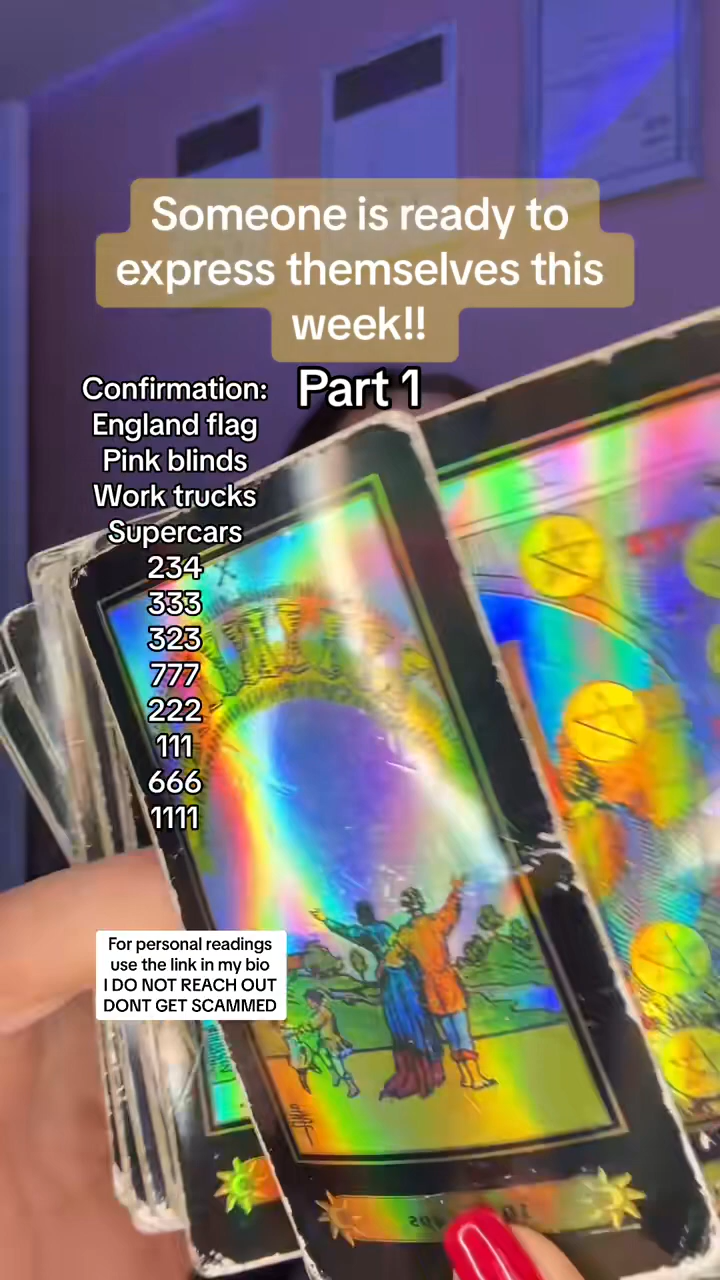 Someone is ready to
express themselves this
week!!
Part 1
Confirmation:
England flag
Pink blinds
Work trucks
Supercars
234
333
323
777
222
111
666
1111
For personal readings
use the link in my bio
I DO NOT REACH OUT
DONT GET SCAMMED
X